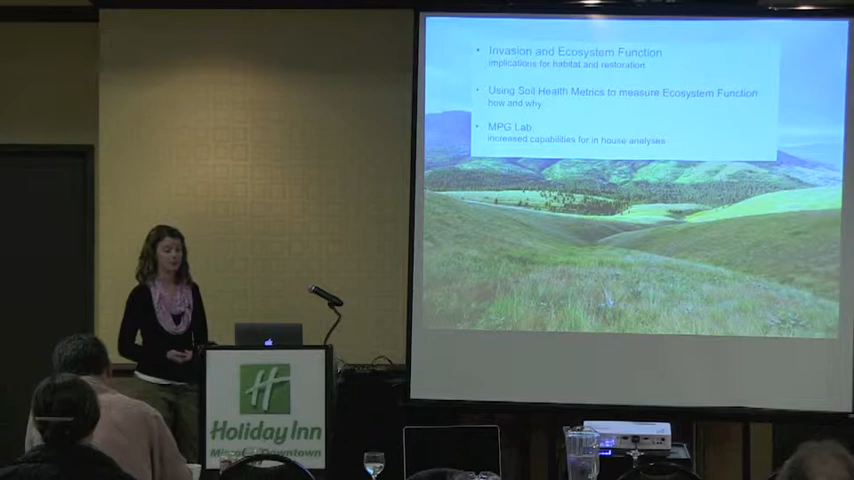 • Invasion and Ecosystem Function
implications for habitat and restoration
• Using Soil Health Metrics to measure Ecosystem Function
how and why
• MPG Lab
increased capabilities for in house analyses
H
Holiday Inn
Downtown